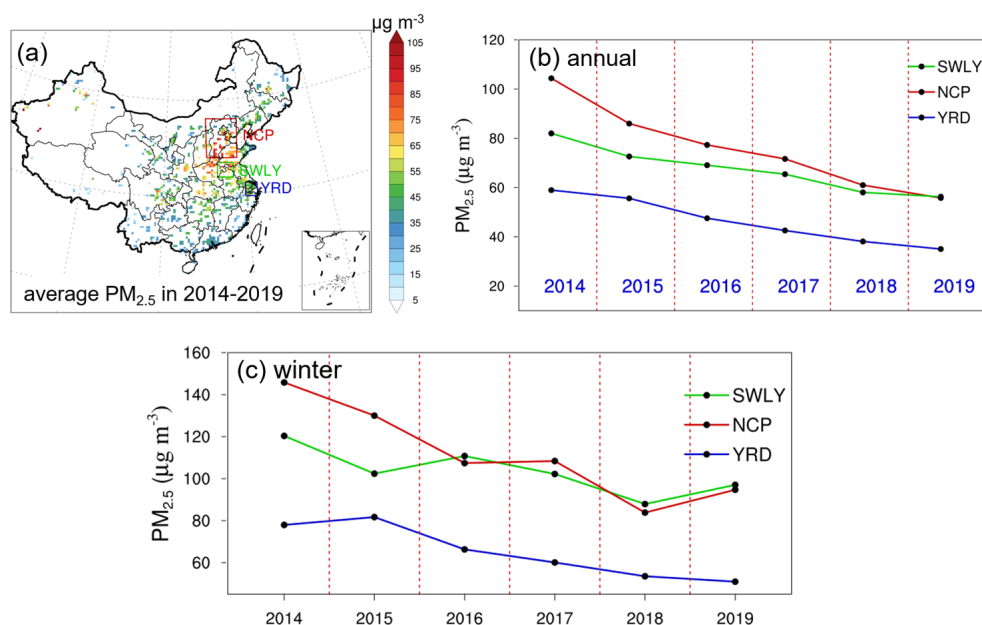 µg m-3
(a)
105
95
85
75
65
55
45
35
25
15
5
NCP
SWLY
YRD
average PM2.5 in 2014-2019
(b) annual
SWLY
NCP
YRD
PM2.5 (µg m-3)
120
100
80
60
40
20
2014 2015 2016 2017 2018 2019
(c) winter
SWLY
NCP
YRD
PM2.5 (µg m-3)
160
140
120
100
80
60
2014 2015 2016 2017 2018 2019